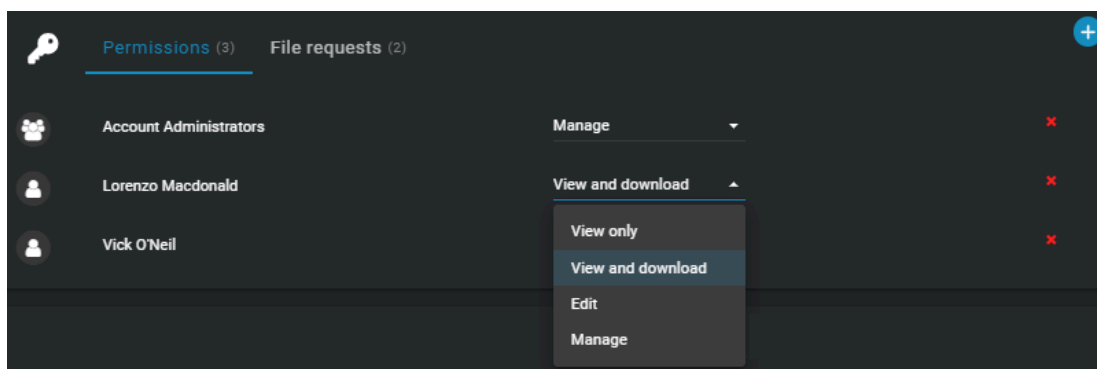 Permissions (3) File requests (2)
Account Administrators Manage
Lorenzo Macdonald View and download
View only
Vick O'Neil
View and download
Edit
Manage